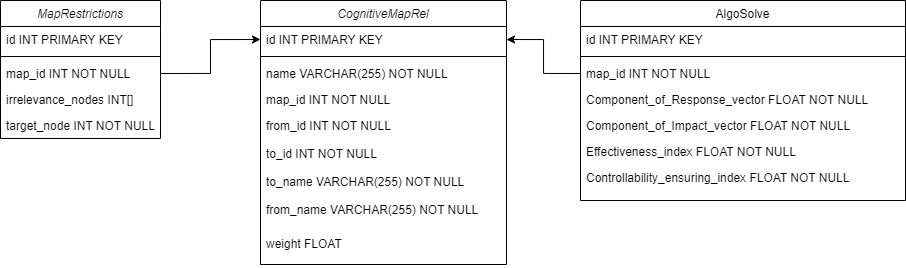 MapRestrictions
id INT PRIMARY KEY
map_id INT NOT NULL
irrelevance_nodes INT[]
target_node INT NOT NULL
CognitiveMapRel
id INT PRIMARY KEY
name VARCHAR(255) NOT NULL
map_id INT NOT NULL
from_id INT NOT NULL
to_id INT NOT NULL
to_name VARCHAR(255) NOT NULL
from_name VARCHAR(255) NOT NULL
weight FLOAT
AlgoSolve
id INT PRIMARY KEY
map_id INT NOT NULL
Component_of_Response_vector FLOAT NOT NULL
Component_of_Impact_vector FLOAT NOT NULL
Effectiveness_index FLOAT NOT NULL
Controllability_ensuring_index FLOAT NOT NULL